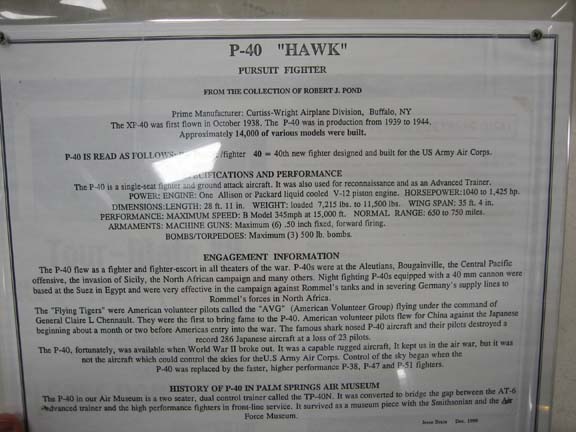 P-40 "HAWK"
PURSUIT FIGHTER
FROM THE COLLECTION OF ROBERT J. POND
Prime Manufacturer: Curtiss-Wright Airplane Division, Buffalo, NY
The XP-40 was first flown in October 1938. The P-40 was in production from 1939 to 1944.
Approximately 14,000 of various models were built.
P-40 IS READ AS FOLLOWS: /fighter 40 = 40th new fighter designed and built for the US Army Air Corps.
SPECIFICATIONS AND PERFORMANCE
The P-40 is a single-seat fighter and ground attack aircraft. It was also used for reconnaissance and as an Advanced Trainer.
POWER: ENGINE: One Allison or Packard liquid cooled V-12 piston engine. HORSEPOWER:1040 to 1,425 hp.
DIMENSIONS:LENGTH: 28 f. 11 in. WEIGHT: loaded 7,215 lbs. to 11,500 lbs. WING SPAN: 35 ft. 4 in.
PERFORMANCE: MAXIMUM SPEED: B Model 345mph at 15,000 ft. NORMAL RANGE: 650 to 750 miles.
ARMAMENTS: MACHINE GUNS: Maximum (6) .50 inch fixed, forward firing.
BOMBS/TORPEDOES: Maximum (3) 500 lb. bombs.
ENGAGEMENT INFORMATION
The P-40 flew as a fighter and fighter-escort in all theaters of the war. P-40s were at the Aleutians, Bougainville, the Central Pacific
offensive, the invasion of Sicily, the North African campaign and many others. Night fighting P-40s equipped with a 40 mm cannon were
based at the Suez in Egypt and were very effective in the campaign against Rommel's tanks and in severing Germany's supply lines to
Rommel's forces in North Africa.
The "Flying Tigers" were American volunteer pilots called the "AVG" (American Volunteer Group) flying under the command of
General Claire L Chennault. They were the first to bring fame to the P-40. American volunteer pilots flew for China against the Japanese
beginning about a month or two before Americas entry into the war. The famous shark nosed P-40 aircraft and their pilots destroyed a
record 286 Japanese aircraft at a loss of 23 pilots.
The P-40, fortunately, was available when World War II broke out. It was a capable rugged aircraft. It kept us in the air war, but it was
not the aircraft which could control the skies for theU.S Army Air Corps. Control of the sky began when the
P-40 was replaced by the faster, higher performance P-38, P-47 and P-51 fighters.
HISTORY OF P-40 IN PALM SPRINGS AIR MUSEUM
The P-40 in our Air Museum is a two seater, dual control trainer called the TP-40N. It was converted to bridge the gap between the AT-6
advanced trainer and the high performance fighters in front-line service. It survived as a museum piece with the Smithsonian and the Air
Force Museum.
Dec. 1996